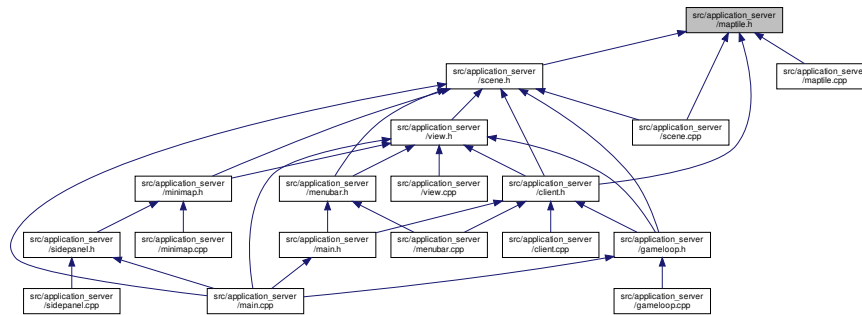 src/application_server
/maptile.h
src/application_server
/scene.h
src/application_server
/maptile.cpp
src/application_server
/view.h
src/application_server
/scene.cpp
src/application_server
/minimap.h
src/application_server
/menubar.h
src/application_server
/view.cpp
src/application_server
/client.h
src/application_server
/sidepanel.h
src/application_server
/minimap.cpp
src/application_server
/main.h
src/application_server
/menubar.cpp
src/application_server
/client.cpp
src/application_server
/gameloop.h
src/application_server
/sidepanel.cpp
src/application_server
/main.cpp
src/application_server
/gameloop.cpp